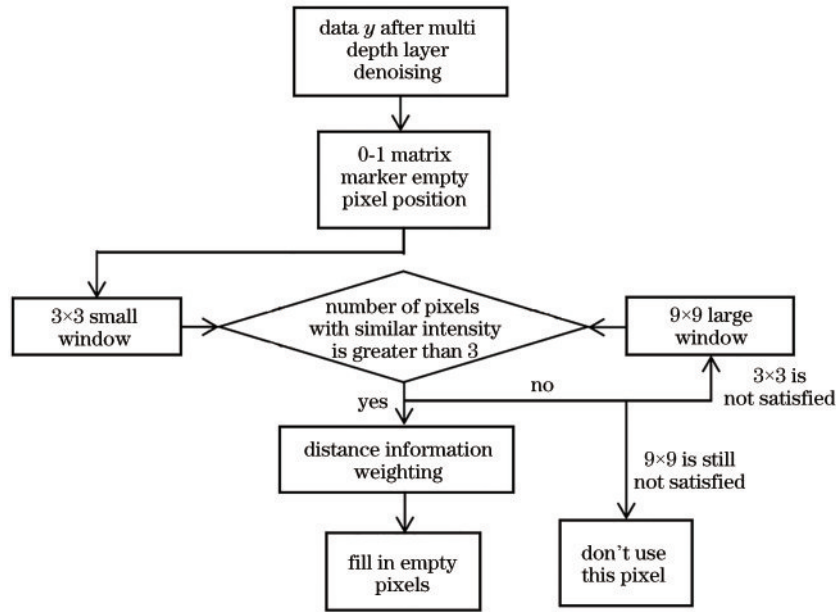 data y after multi
depth layer
denoising
0-1 matrix
marker empty
pixel position
3×3 small
window
number of pixels
with similar intensity
is greater than 3
9×9 large
window
yes
no
3×3 is
not satisfied
distance information
weighting
9×9 is still
not satisfied
fill in empty
pixels
don't use
this pixel